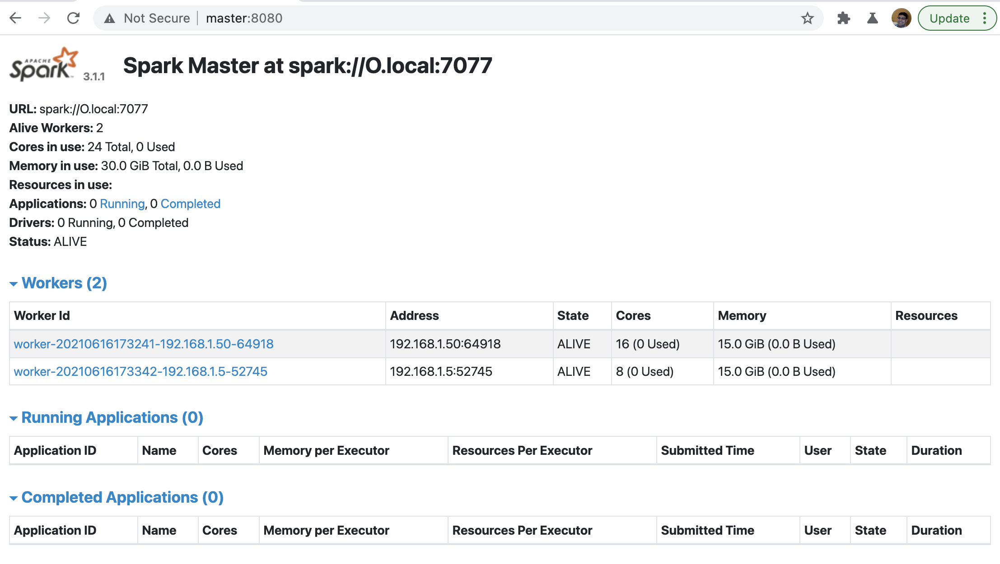 Not Secure | master:8080
Update
APACHE
Spark™ 3.1.1
Spark Master at spark://O.local:7077
URL: spark://O.local:7077
Alive Workers: 2
Cores in use: 24 Total, 0 Used
Memory in use: 30.0 GiB Total, 0.0 B Used
Resources in use:
Applications: 0 Running, 0 Completed
Drivers: 0 Running, 0 Completed
Status: ALIVE
Workers (2)
Worker Id Address State Cores Memory Resources
worker-20210616173241-192.168.1.50-64918 192.168.1.50:64918 ALIVE 16 (0 Used) 15.0 GiB (0.0 B Used)
worker-20210616173342-192.168.1.5-52745 192.168.1.5:52745 ALIVE 8 (0 Used) 15.0 GiB (0.0 B Used)
Running Applications (0)
Application ID Name Cores Memory per Executor Resources Per Executor Submitted Time User State Duration
Completed Applications (0)
Application ID Name Cores Memory per Executor Resources Per Executor Submitted Time User State Duration